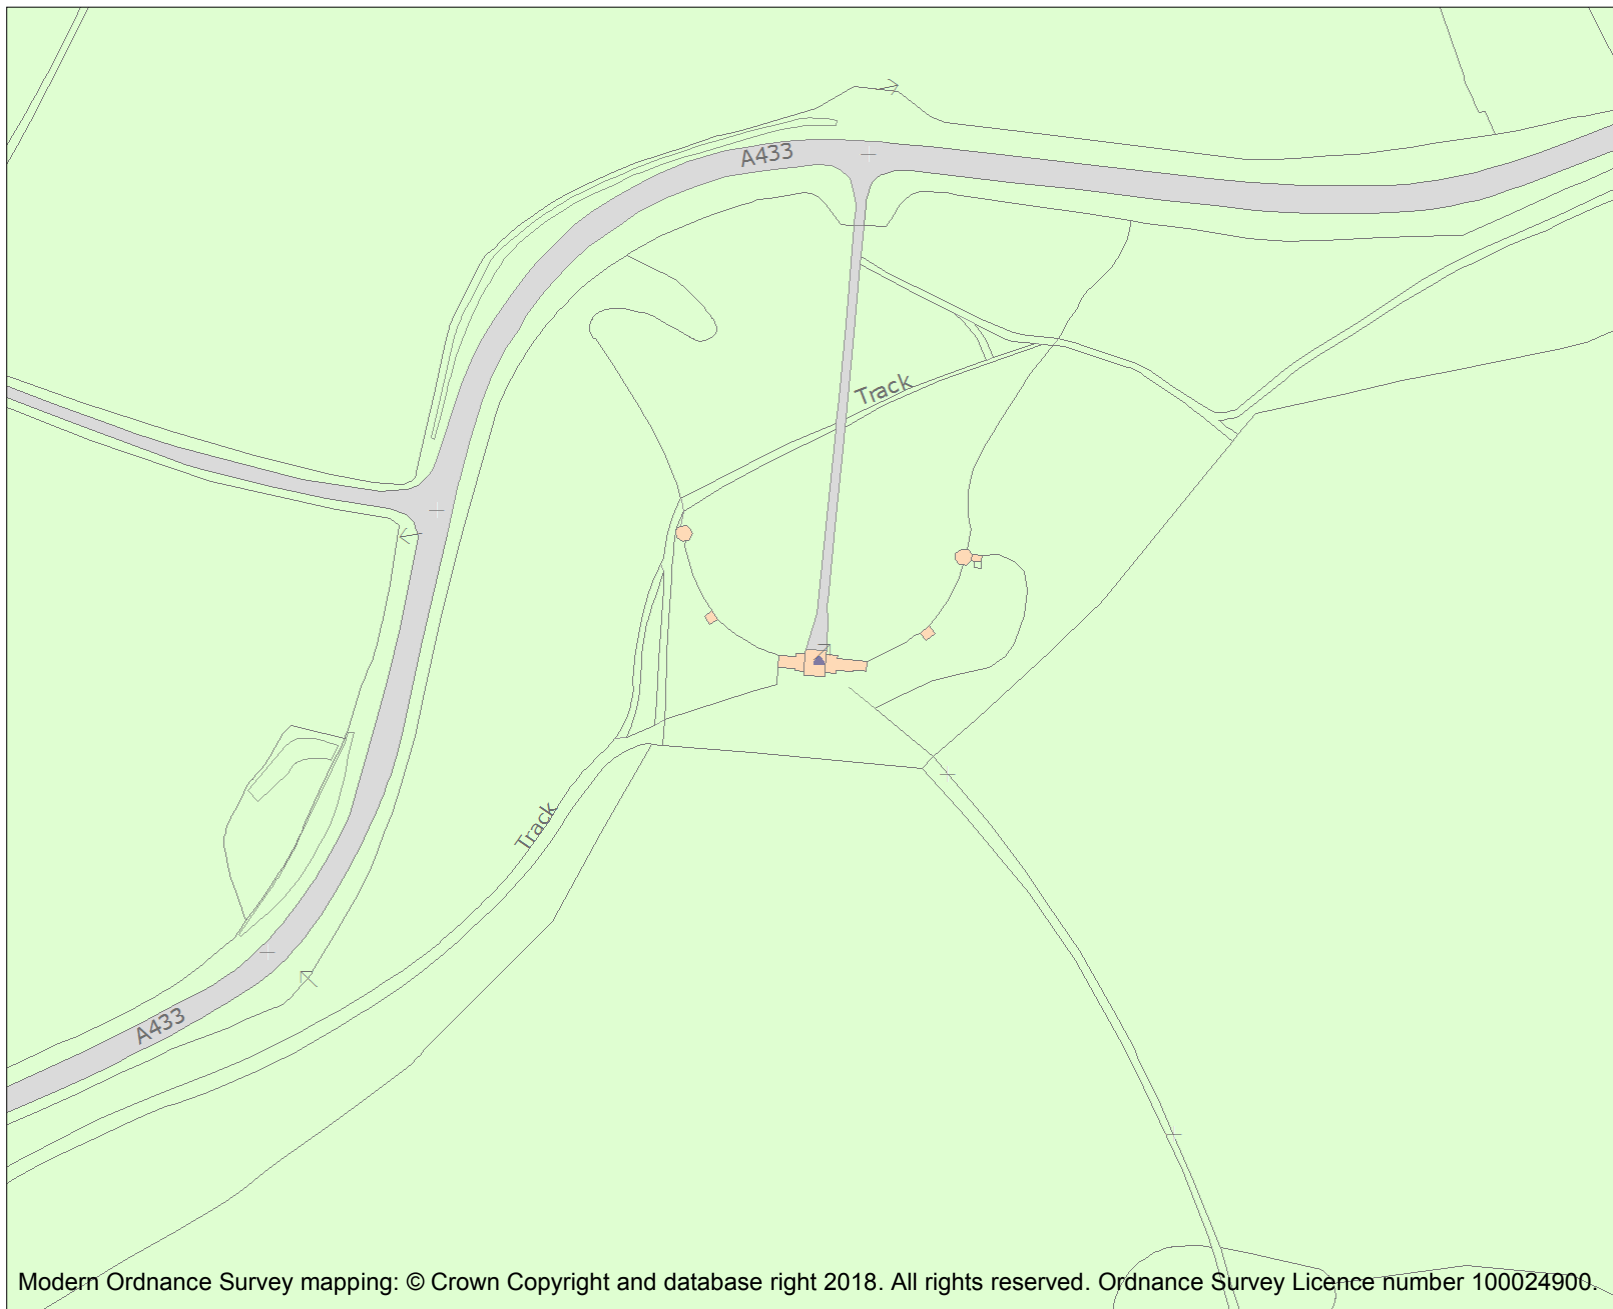 A433
Track
Track
A433
Modern Ordnance Survey mapping: © Crown Copyright and database right 2018. All rights reserved. Ordnance Survey Licence number 100024900.